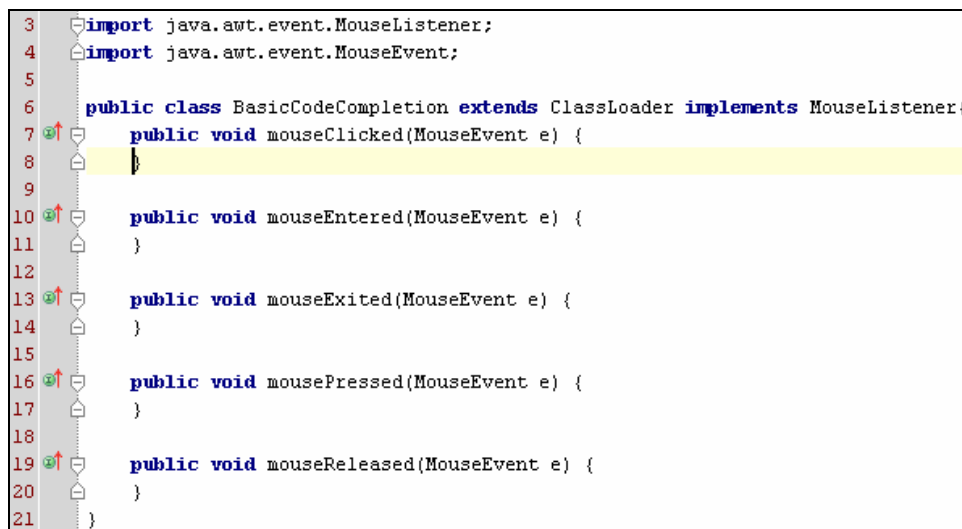 3 import java.awt.event.MouseListener;
4 import java.awt.event.MouseEvent;
5
6 public class BasicCodeCompletion extends ClassLoader implements MouseListener{
7 public void mouseClicked(MouseEvent e) {
8 }
9
10 public void mouseEntered(MouseEvent e) {
11 }
12
13 public void mouseExited(MouseEvent e) {
14 }
15
16 public void mousePressed(MouseEvent e) {
17 }
18
19 public void mouseReleased(MouseEvent e) {
20 }
21 }